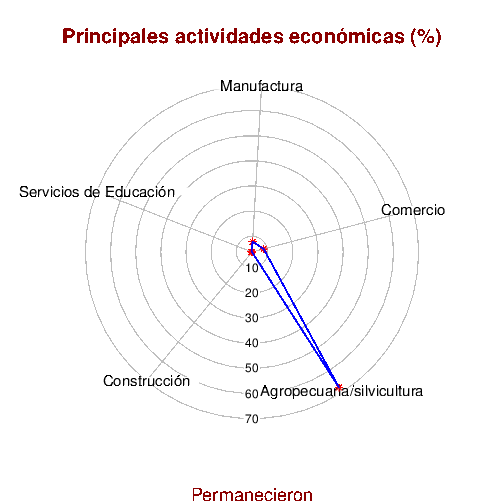 Principales actividades económicas (%)
Manufactura
Servicios de Educación
Comercio
10
20
30
40
50
60
70
Construcción
Agropecuaria/silvicultura
Permanecieron